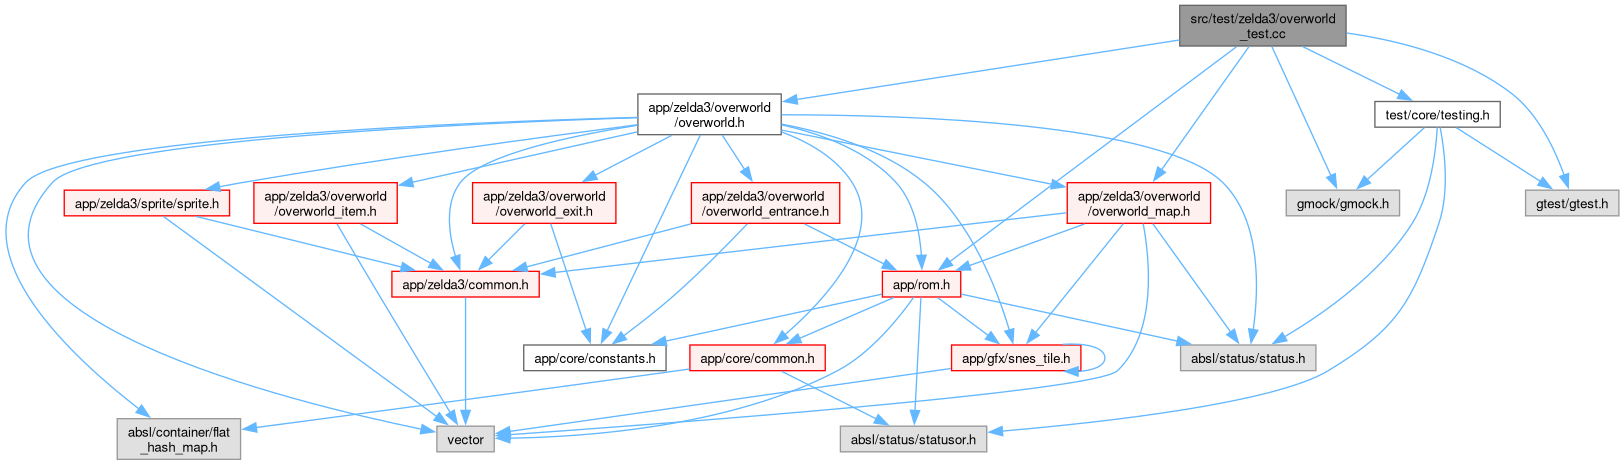 src/test/zelda3/overworld
_test.cc
app/zelda3/overworld
/overworld.h
test/core/testing.h
app/zelda3/sprite/sprite.h
app/zelda3/overworld
/overworld_item.h
app/zelda3/overworld
/overworld_exit.h
app/zelda3/overworld
/overworld_entrance.h
app/zelda3/overworld
/overworld_map.h
gmock/gmock.h
gtest/gtest.h
app/zelda3/common.h
app/rom.h
app/core/constants.h
app/core/common.h
app/gfx/snes_tile.h
absl/status/status.h
absl/container/flat
_hash_map.h
vector
absl/status/statusor.h